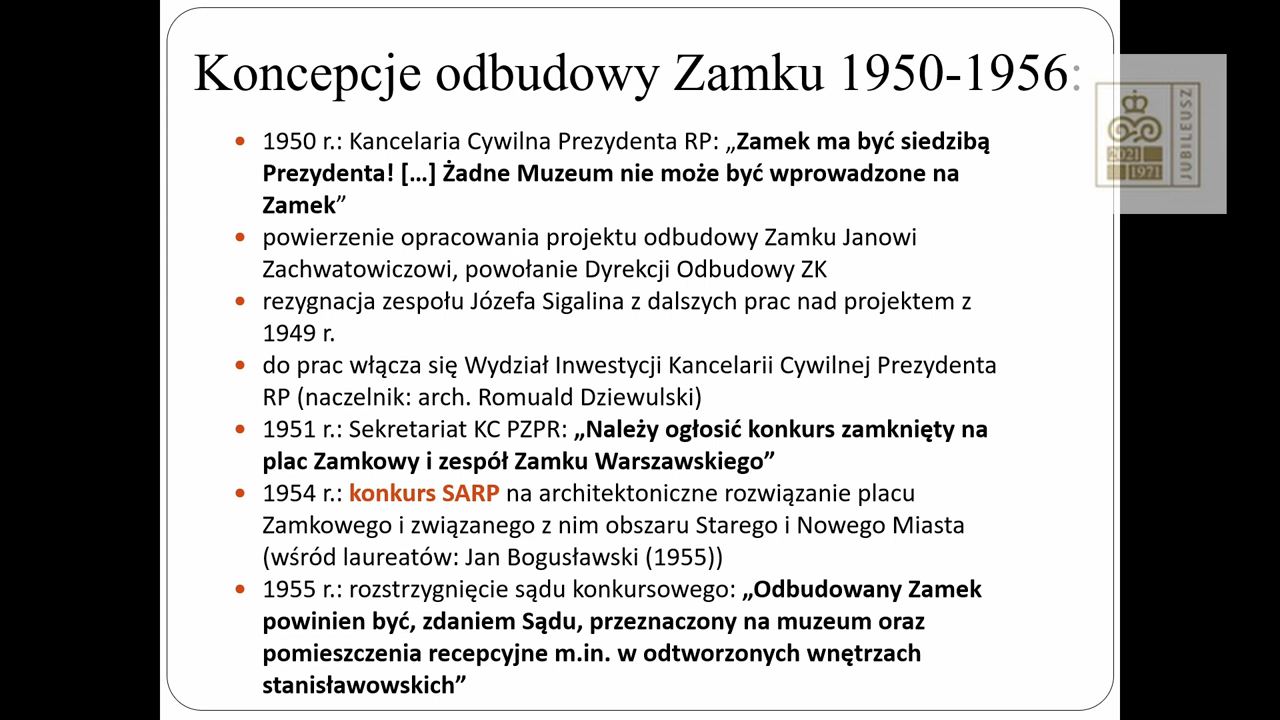 Koncepcje odbudowy Zamku 1950-1956:
1950 r.: Kancelaria Cywilna Prezydenta RP: „Zamek ma być siedzibą
Prezydenta! […] Żadne Muzeum nie może być wprowadzone na
Zamek”
powierzenie opracowania projektu odbudowy Zamku Janowi
Zachwatowiczowi, powołanie Dyrekcji Odbudowy ZK
rezygnacja zespołu Józefa Sigalina z dalszych prac nad projektem z
1949 r.
do prac włącza się Wydział Inwestycji Kancelarii Cywilnej Prezydenta
RP (naczelnik: arch. Romuald Dziewulski)
1951 r.: Sekretariat KC PZPR: „Należy ogłosić konkurs zamknięty na
plac Zamkowy i zespół Zamku Warszawskiego”
1954 r.: konkurs SARP na architektoniczne rozwiązanie placu
Zamkowego i związanego z nim obszaru Starego i Nowego Miasta
(wśród laureatów: Jan Bogusławski (1955))
1955 r.: rozstrzygnięcie sądu konkursowego: „Odbudowany Zamek
powinien być, zdaniem Sądu, przeznaczony na muzeum oraz
pomieszczenia recepcyjne m.in. w odtworzonych wnętrzach
stanisławowskich”
2021
1971
JUBILEUSZ